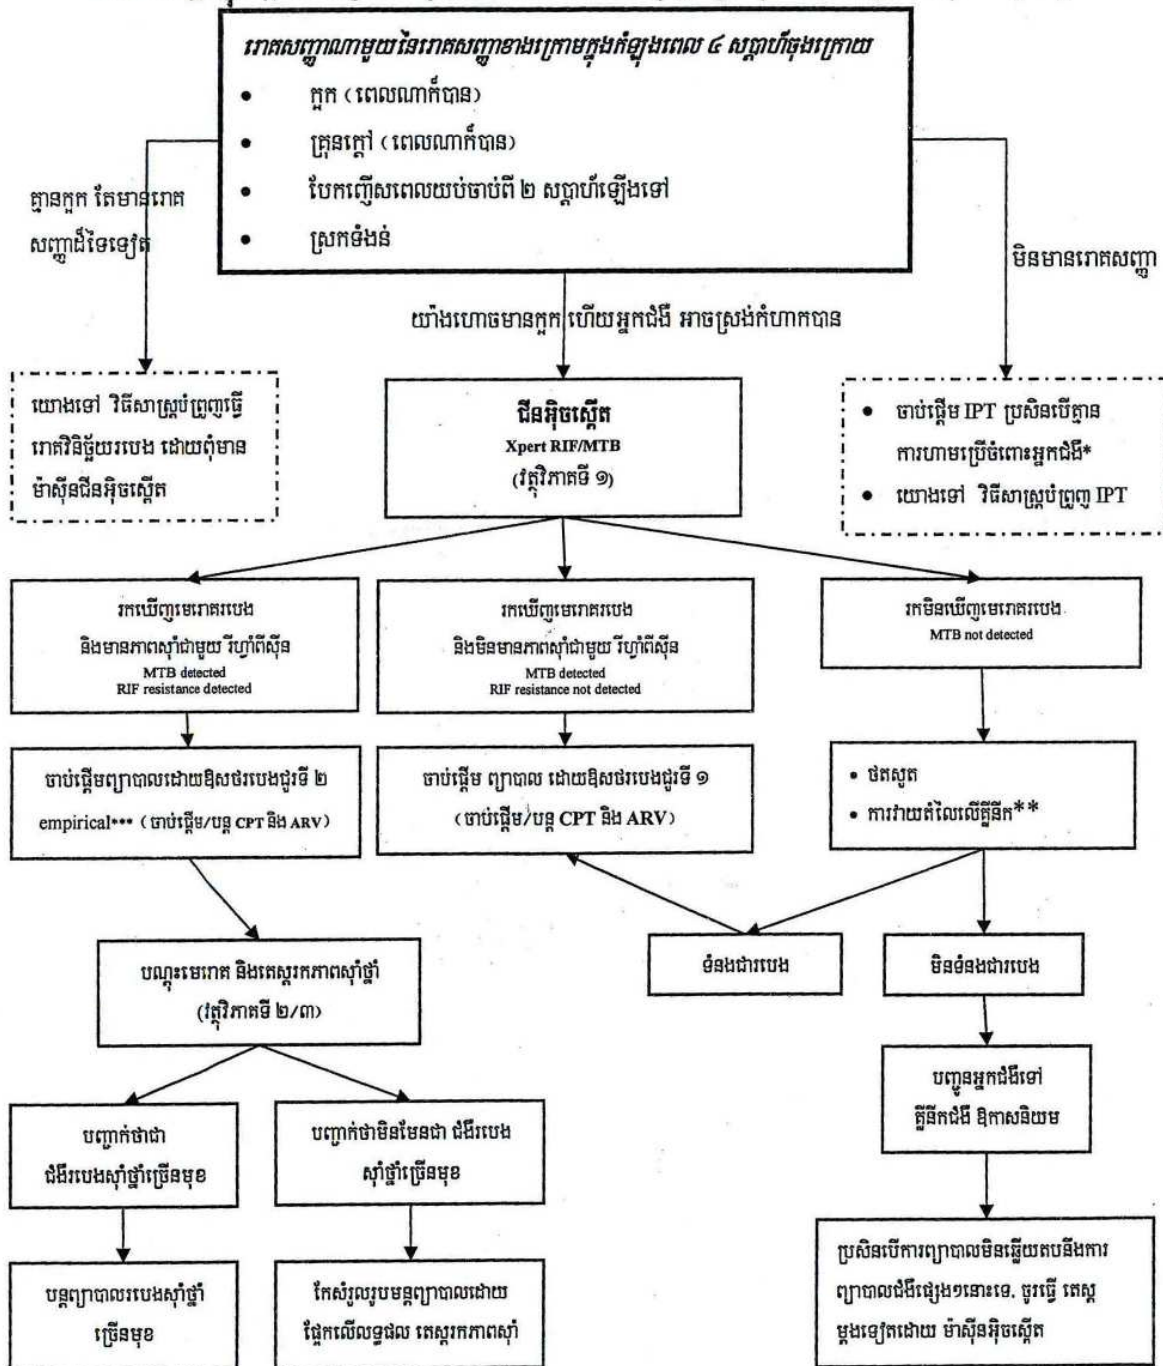 រោគសញ្ញាណាមួយនៃរោគសញ្ញាខាងក្រោមក្នុងកំឡុងពេល ៤ សប្តាហ៍ចុងក្រោយ
• ក្អក (ពេលណាក៏បាន)
• គ្រុនក្តៅ (ពេលណាក៏បាន)
• បែកញើសពេលយប់ចាប់ពី ២ សប្តាហ៍ឡើងទៅ
• ស្រកទំងន់
គ្មានក្អក តែមានរោគ
សញ្ញាដ៏ទៃទៀត
មិនមានរោគសញ្ញា
យ៉ាងហោចមានក្អក ហើយអ្នកជំងឺ អាចស្រង់កំហាកបាន
យោងទៅ វិធីសាស្ត្របំព្រួញធ្វើ
រោគវិនិច្ឆ័យរបេង ដោយពុំមាន
ម៉ាស៊ីនជីនអ៊ិចស្តើត
ជីនអ៊ិចស្តើត
Xpert RIF/MTB
(វត្ថុវិភាគទី ១)
• ចាប់ផ្តើម IPT ប្រសិនបើគ្មាន
ការហាមប្រើចំពោះអ្នកជំងឺ*
• យោងទៅ វិធីសាស្ត្របំព្រួញ IPT
រកឃើញមេរោគរបេង
និងមានភាពស៊ាំជាមួយ រីហ្វាំពីស៊ីន
MTB detected
RIF resistance detected
រកឃើញមេរោគរបេង
និងមិនមានភាពស៊ាំជាមួយ រីហ្វាំពីស៊ីន
MTB detected
RIF resistance not detected
រកមិនឃើញមេរោគរបេង
MTB not detected
ចាប់ផ្តើមព្យាបាលដោយឱសថរបេងជួរទី ២
empirical*** (ចាប់ផ្តើម/បន្ត CPT និង ARV)
ចាប់ផ្តើម ព្យាបាល ដោយឱសថរបេងជួរទី ១
(ចាប់ផ្តើម/បន្ត CPT និង ARV)
• ថតសួត
• ការវាយតំលៃលើគ្លីនីក**
បណ្តុះមេរោគ និងតេស្តរកភាពស៊ាំថ្នាំ
(វត្ថុវិភាគទី ២/៣)
ទំនងជារបេង
មិនទំនងជារបេង
បញ្ជូនអ្នកជំងឺទៅ
គ្លីនីកជំងឺ ឱកាសនិយម
បញ្ជាក់ថាជា
ជំងឺរបេងស៊ាំថ្នាំច្រើនមុខ
បញ្ជាក់ថាមិនមែនជា ជំងឺរបេង
ស៊ាំថ្នាំច្រើនមុខ
បន្តព្យាបាលរបេងស៊ាំថ្នាំ
ច្រើនមុខ
កែសំរួលរូបមន្តព្យាបាលដោយ
ផ្អែកលើលទ្ធផល តេស្តរកភាពស៊ាំ
ប្រសិនបើការព្យាបាលមិនឆ្លើយតបនឹងការ
ព្យាបាលជំងឺផ្សេងៗនោះទេ, ចូរធ្វើ តេស្ត
ម្តងទៀតដោយ ម៉ាស៊ីនអ៊ិចស្តើត